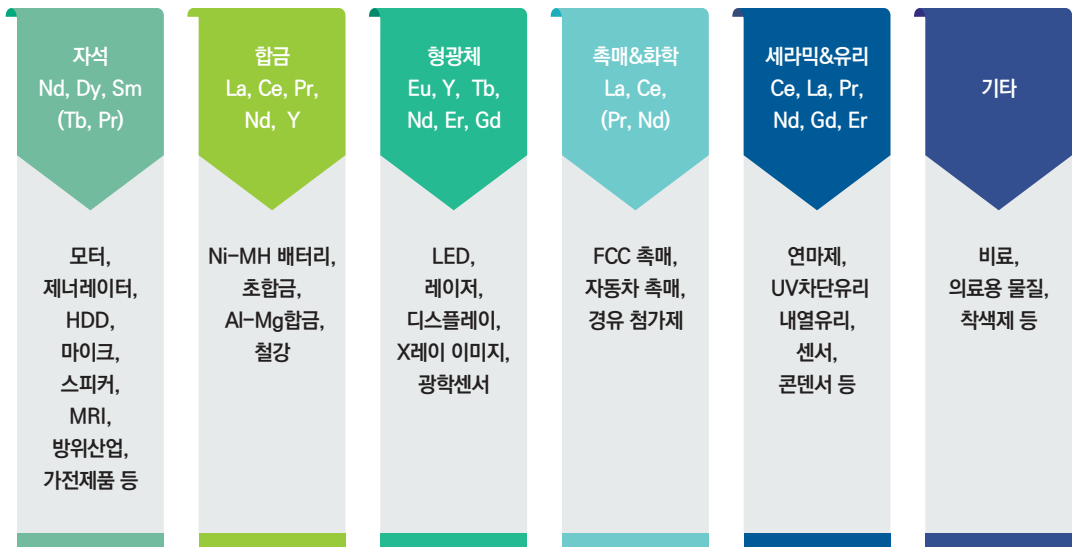 자석
Nd, Dy, Sm
(Tb, Pr)
모터,
제너레이터,
HDD,
마이크,
스피커,
MRI,
방위산업,
가전제품 등
합금
La, Ce, Pr,
Nd, Y
Ni-MH 배터리,
초합금,
Al-Mg합금,
철강
형광체
Eu, Y, Tb,
Nd, Er, Gd
LED,
레이저,
디스플레이,
X레이 이미지,
광학센서
촉매&화학
La, Ce,
(Pr, Nd)
FCC 촉매,
자동차 촉매,
경유 첨가제
세라믹&유리
Ce, La, Pr,
Nd, Gd, Er
연마제,
UV차단유리
내열유리,
센서,
콘덴서 등
기타
비료,
의료용 물질,
착색제 등